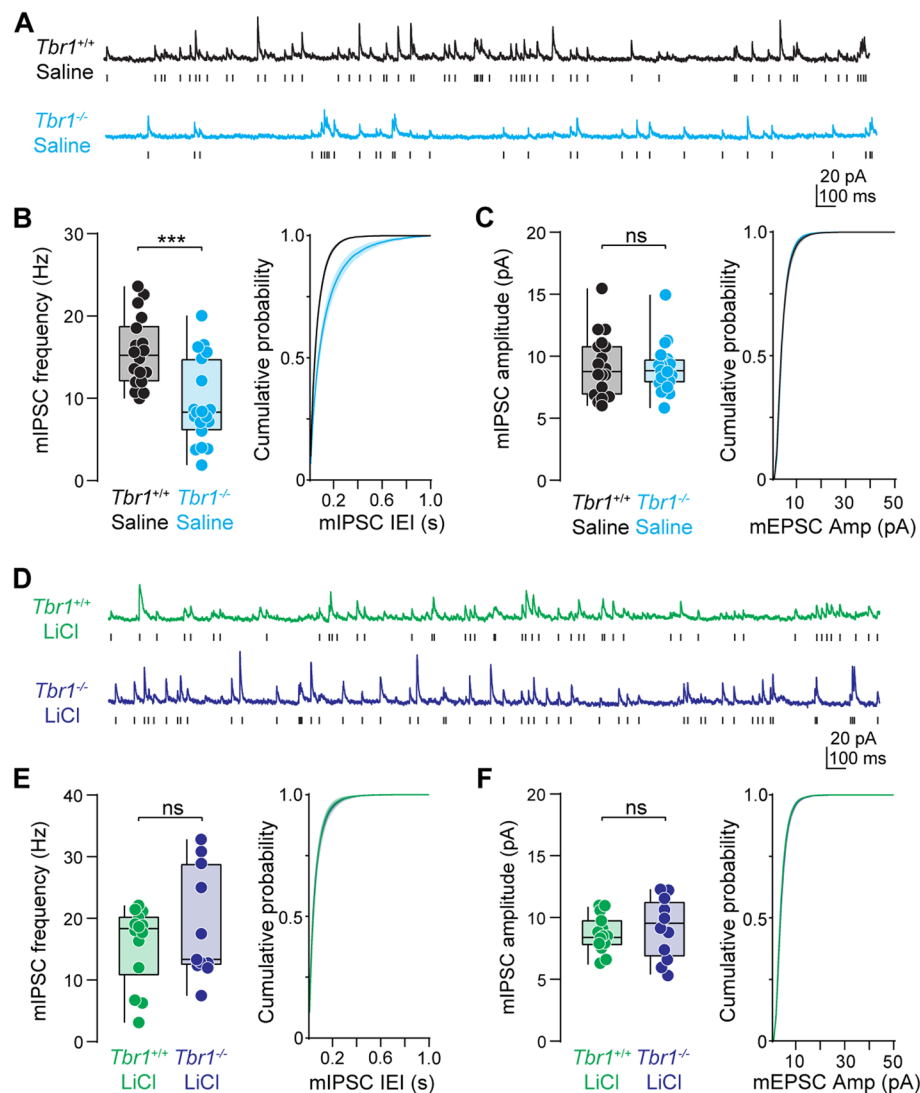 A
Tbr1+/+
Saline
Tbr1-/-
Saline
20 pA
100 ms
B
mIPSC frequency (Hz)
30
20
10
0
***
Tbr1+/+ Tbr1-/-
Saline Saline
Cumulative probability
1.0
0.5
0
0.2 0.6 1.0
mIPSC IEI (s)
C
mIPSC amplitude (pA)
20
15
10
5
0
ns
Tbr1+/+ Tbr1-/-
Saline Saline
Cumulative probability
1.0
0.5
0
10 30 50
mEPSC Amp (pA)
D
Tbr1+/+
LiCl
Tbr1-/-
LiCl
20 pA
100 ms
E
mIPSC frequency (Hz)
40
30
20
10
0
ns
Tbr1+/+ Tbr1-/-
LiCl LiCl
Cumulative probability
1.0
0.5
0
0.2 0.6 1.0
mIPSC IEI (s)
F
mIPSC amplitude (pA)
20
15
10
5
0
ns
Tbr1+/+ Tbr1-/-
LiCl LiCl
Cumulative probability
1.0
0.5
0
10 30 50
mEPSC Amp (pA)